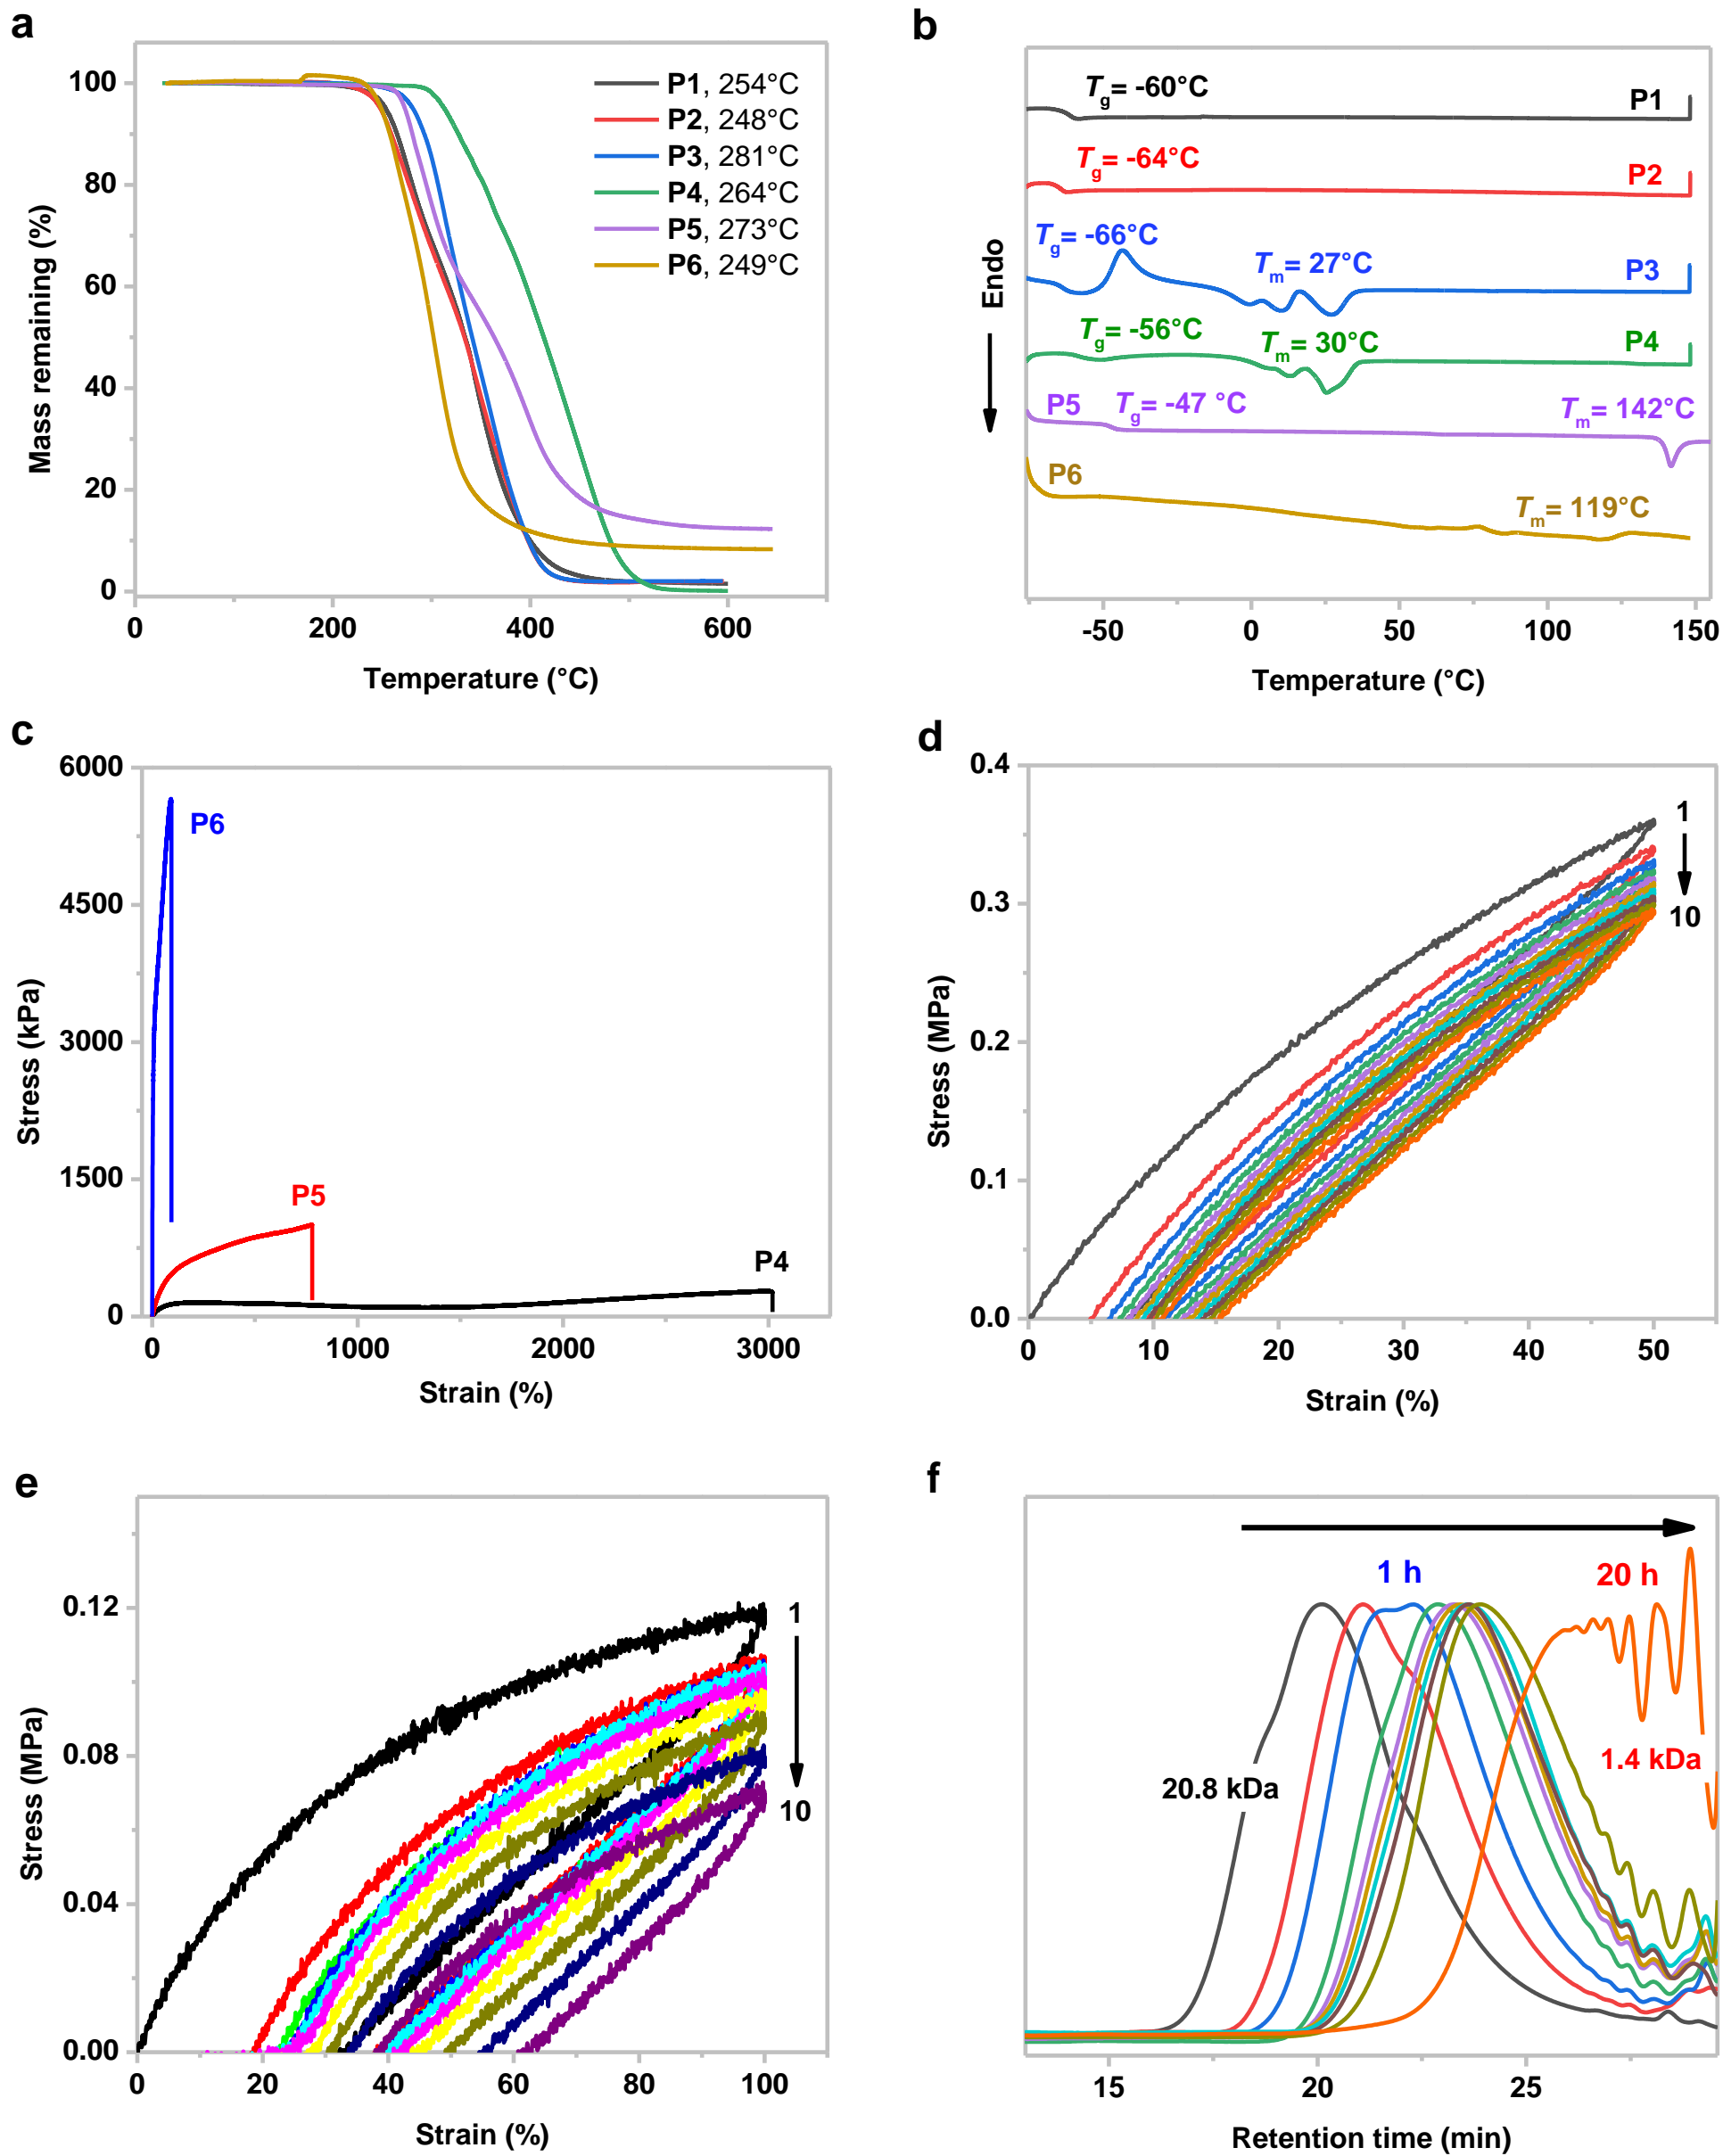 a
100
80
60
40
20
0
0
200
400
600
Mass remaining (%)
Temperature (°C)
P1, 254°C
P2, 248°C
P3, 281°C
P4, 264°C
P5, 273°C
P6, 249°C
b
Endo
Tg= -60°C
P1
Tg= -64°C
P2
Tg= -66°C
Tm= 27°C
P3
Tg= -56°C
Tm= 30°C
P4
P5
Tg= -47 °C
Tm= 142°C
P6
Tm= 119°C
-50
0
50
100
150
Temperature (°C)
c
6000
4500
3000
1500
0
0
1000
2000
3000
Stress (kPa)
Strain (%)
P6
P5
P4
d
0.4
0.3
0.2
0.1
0.0
0
10
20
30
40
50
Stress (MPa)
Strain (%)
1
10
e
0.12
0.08
0.04
0.00
0
20
40
60
80
100
Stress (MPa)
Strain (%)
1
10
f
1 h
20 h
20.8 kDa
1.4 kDa
15
20
25
Retention time (min)